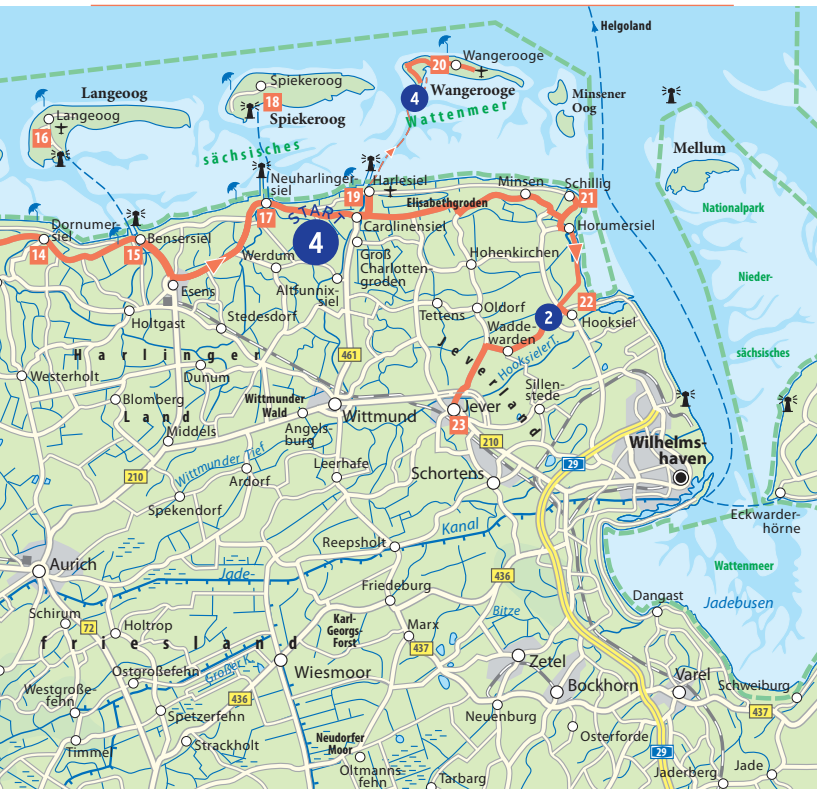 Helgoland
Wangerooge
20
Langeoog
Spiekeroog
Wangerooge
4
Minsener
Oog
18
Langeoog
Spiekeroog
Wattenmeer
16
sächsisches
Mellum
Neuharlinger-
siel
Harlesiel
Minsen
Schillig
19
21
START
Elisabethgroden
Nationalpark
17
Dornumer-
siel
Carolinensiel
Horumersiel
Bensersiel
4
14
15
Werdum
Groß
Charlotten-
groden
Hohenkirchen
Nieder-
Esens
Altfunnix-
siel
22
Tettens
Oldorf
2
Hooksiel
Holtgast
Stedesdorf
Wadde-
warden
Jeverland
Hooksieler T.
461
sächsisches
Harlinger
Westerholt
Dunum
Sillen-
stede
Blomberg
Wittmunder
Wald
Wittmund
Jever
Land
23
Middels
Angels-
burg
210
Wilhelms-
haven
Wittmunder Tief
Leerhafe
29
210
Ardorf
Schortens
Spekendorf
Eckwarder-
hörne
Kanal
Reepsholt
Aurich
Jade-
436
Wattenmeer
Friedeburg
Dangast
Jadebusen
Schirum
Bitze
72
Holtrop
Karl-
Georgs-
Forst
Marx
friesland
437
Zetel
Ostgroßefehn
Großer K.
Wiesmoor
Varel
Westgroße-
fehn
Bockhorn
Schweiburg
436
Spetzerfehn
Neuenburg
437
Timmel
Strackholt
Neudorfer
Moor
Osterforde
29
Oltmanns-
fehn
Tarbarg
Jaderberg
Jade